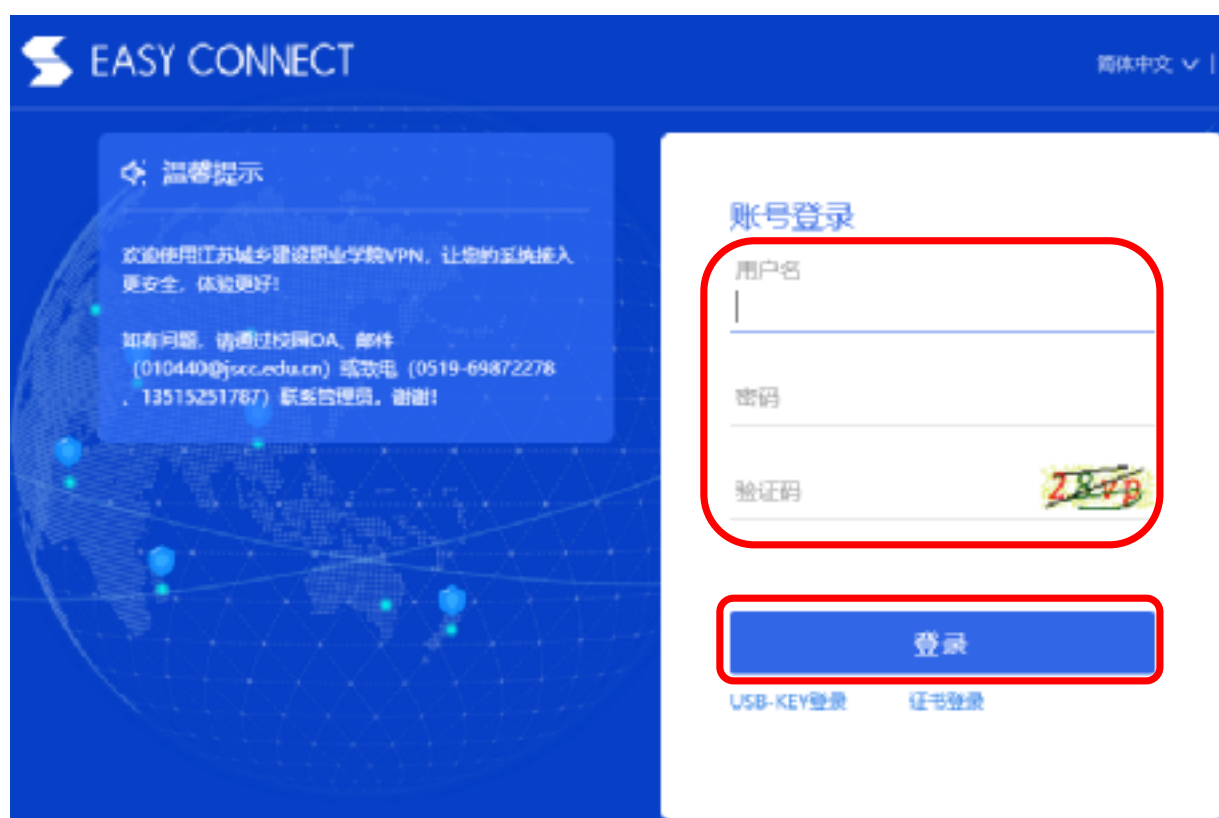 EASY CONNECT
简体中文
温馨提示
欢迎使用江苏城乡建设职业学院VPN，让您的系统接入
更安全，体验更好！
如有问题，请通过校园OA、邮件
（010440@jscc.edu.cn）或致电（0519-69872278
、13515251787）联系管理员，谢谢！
账号登录
用户名
密码
验证码
登录
USB-KEY登录 证书登录